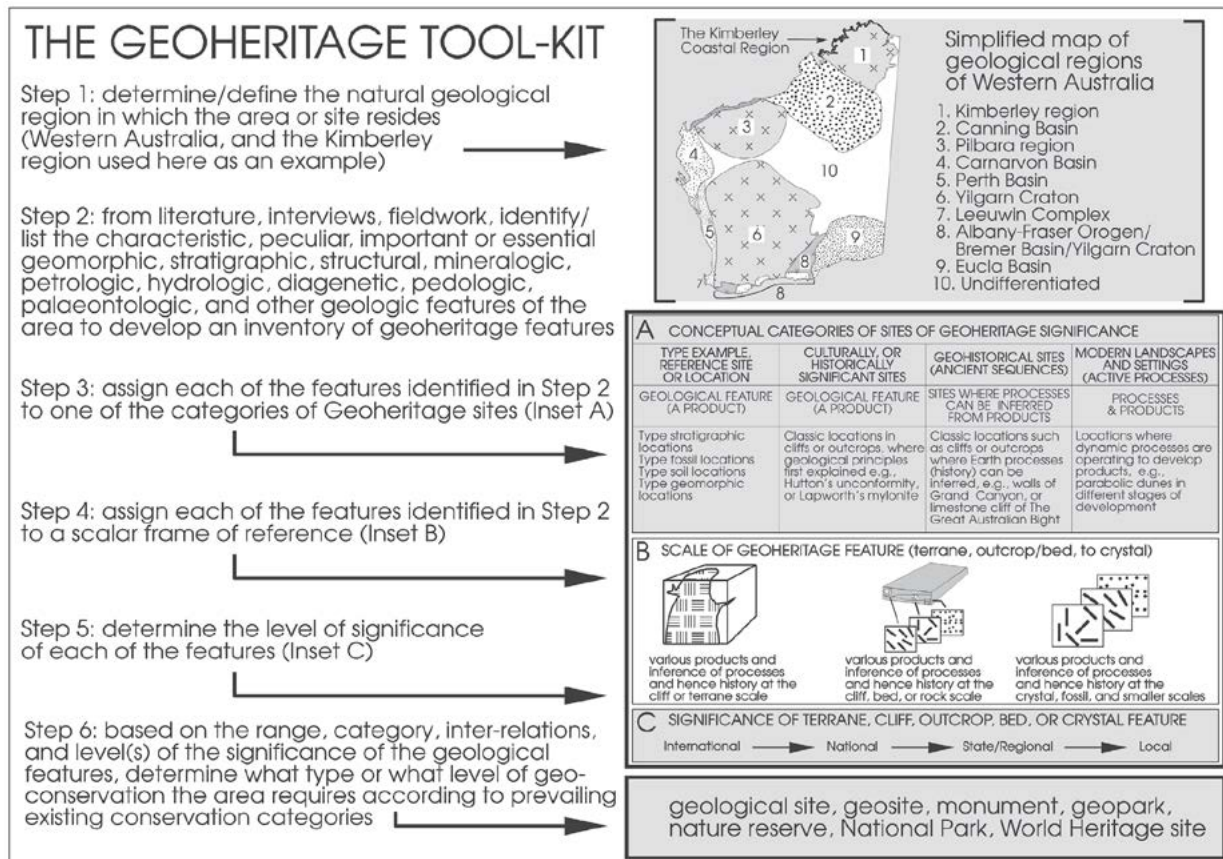 THE GEOHERITAGE TOOL-KIT
Step 1: determine/define the natural geological
region in which the area or site resides
(Western Australia, and the Kimberley
region used here as an example)
Step 2: from literature, interviews, fieldwork, identify/
list the characteristic, peculiar, important or essential
geomorphic, stratigraphic, structural, mineralogic,
petrologic, hydrologic, diagenetic, pedologic,
palaeontologic, and other geologic features of the
area to develop an inventory of geoheritage features
Step 3: assign each of the features identified in Step 2
to one of the categories of Geoheritage sites (Inset A)
Step 4: assign each of the features identified in Step 2
to a scalar frame of reference (Inset B)
Step 5: determine the level of significance
of each of the features (Inset C)
Step 6: based on the range, category, inter-relations,
and level(s) of the significance of the geological
features, determine what type or what level of geo-
conservation the area requires according to prevailing
existing conservation categories
The Kimberley
Coastal Region
1
2
3
4
10
5
6
9
8
7
8
Simplified map of
geological regions
of Western Australia
1. Kimberley region
2. Canning Basin
3. Pilbara region
4. Carnarvon Basin
5. Perth Basin
6. Yilgarn Craton
7. Leeuwin Complex
8. Albany-Fraser Orogen/
Bremer Basin/Yilgarn Craton
9. Eucla Basin
10. Undifferentiated
A CONCEPTUAL CATEGORIES OF SITES OF GEOHERITAGE SIGNIFICANCE
TYPE EXAMPLE,
REFERENCE SITE
OR LOCATION
GEOLOGICAL FEATURE
(A PRODUCT)
Type stratigraphic
locations
Type fossil locations
Type soil locations
Type geomorphic
locations
CULTURALLY, OR
HISTORICALLY
SIGNIFICANT SITES
GEOLOGICAL FEATURE
(A PRODUCT)
Classic locations in
cliffs or outcrops, where
geological principles
first explained e.g.,
Hutton's unconformity,
or Lapworth's mylonite
GEOHISTORICAL SITES
(ANCIENT SEQUENCES)
SITES WHERE PROCESSES
CAN BE INFERRED
FROM PRODUCTS
Classic locations such
as cliffs or outcrops
where Earth processes
(history) can be
inferred, e.g., walls of
Grand Canyon, or
limestone cliff of The
Great Australian Bight
MODERN LANDSCAPES
AND SETTINGS
(ACTIVE PROCESSES)
PROCESSES
& PRODUCTS
Locations where
dynamic processes are
operating to develop
products, e.g.,
parabolic dunes in
different stages of
development
B SCALE OF GEOHERITAGE FEATURE (terrane, outcrop/bed, to crystal)
various products and
inference of processes
and hence history at the
cliff or terrane scale
various products and
inference of processes
and hence history at the
cliff, bed, or rock scale
various products and
inference of processes
and hence history at the
crystal, fossil, and smaller scales
C SIGNIFICANCE OF TERRANE, CLIFF, OUTCROP, BED, OR CRYSTAL FEATURE
International National State/Regional Local
geological site, geosite, monument, geopark,
nature reserve, National Park, World Heritage site